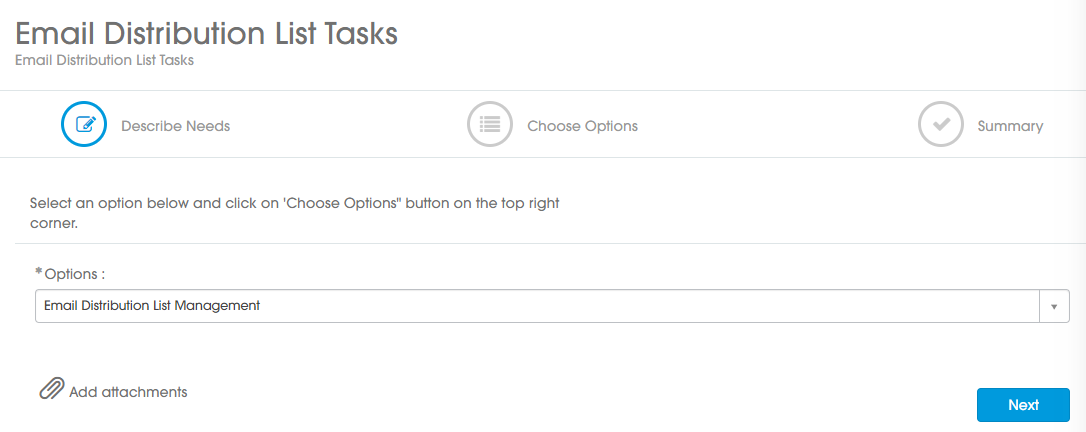 Email Distribution List Tasks
Email Distribution List Tasks
Describe Needs
Choose Options
Summary
Select an option below and click on 'Choose Options" button on the top right
corner.
* Options :
Email Distribution List Management
Add attachments
Next